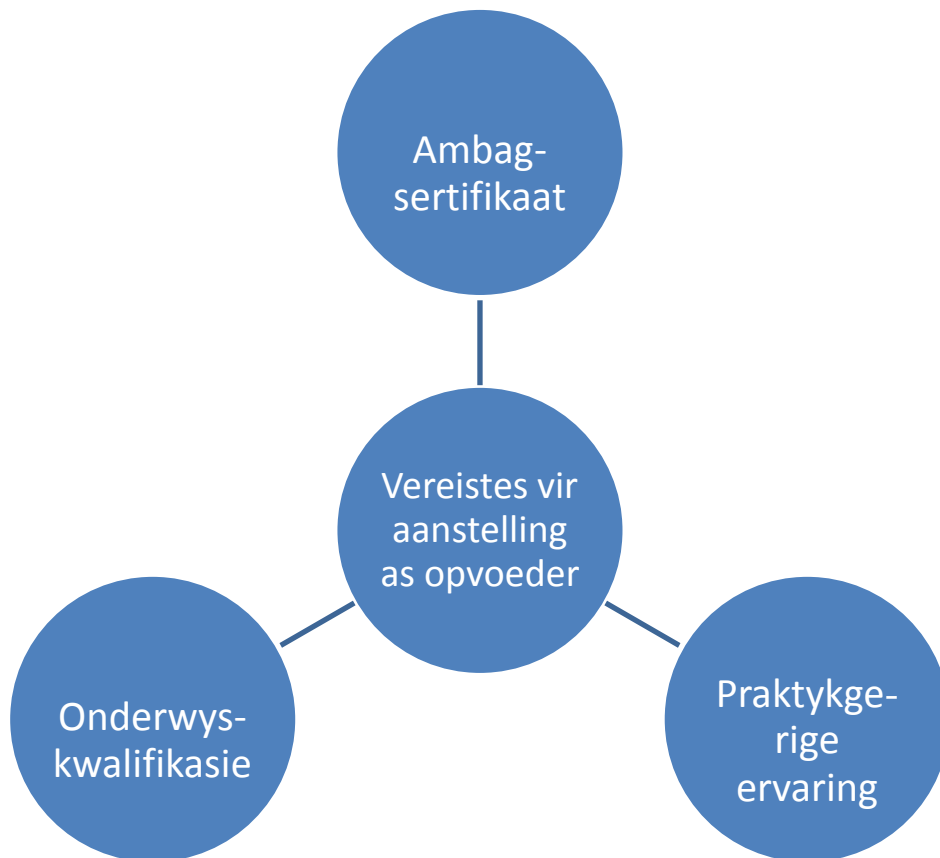 Ambag-
sertifikaat
Vereistes vir
aanstelling
as opvoeder
Onderwys-
kwalifikasie
Praktykge-
rige
ervaring